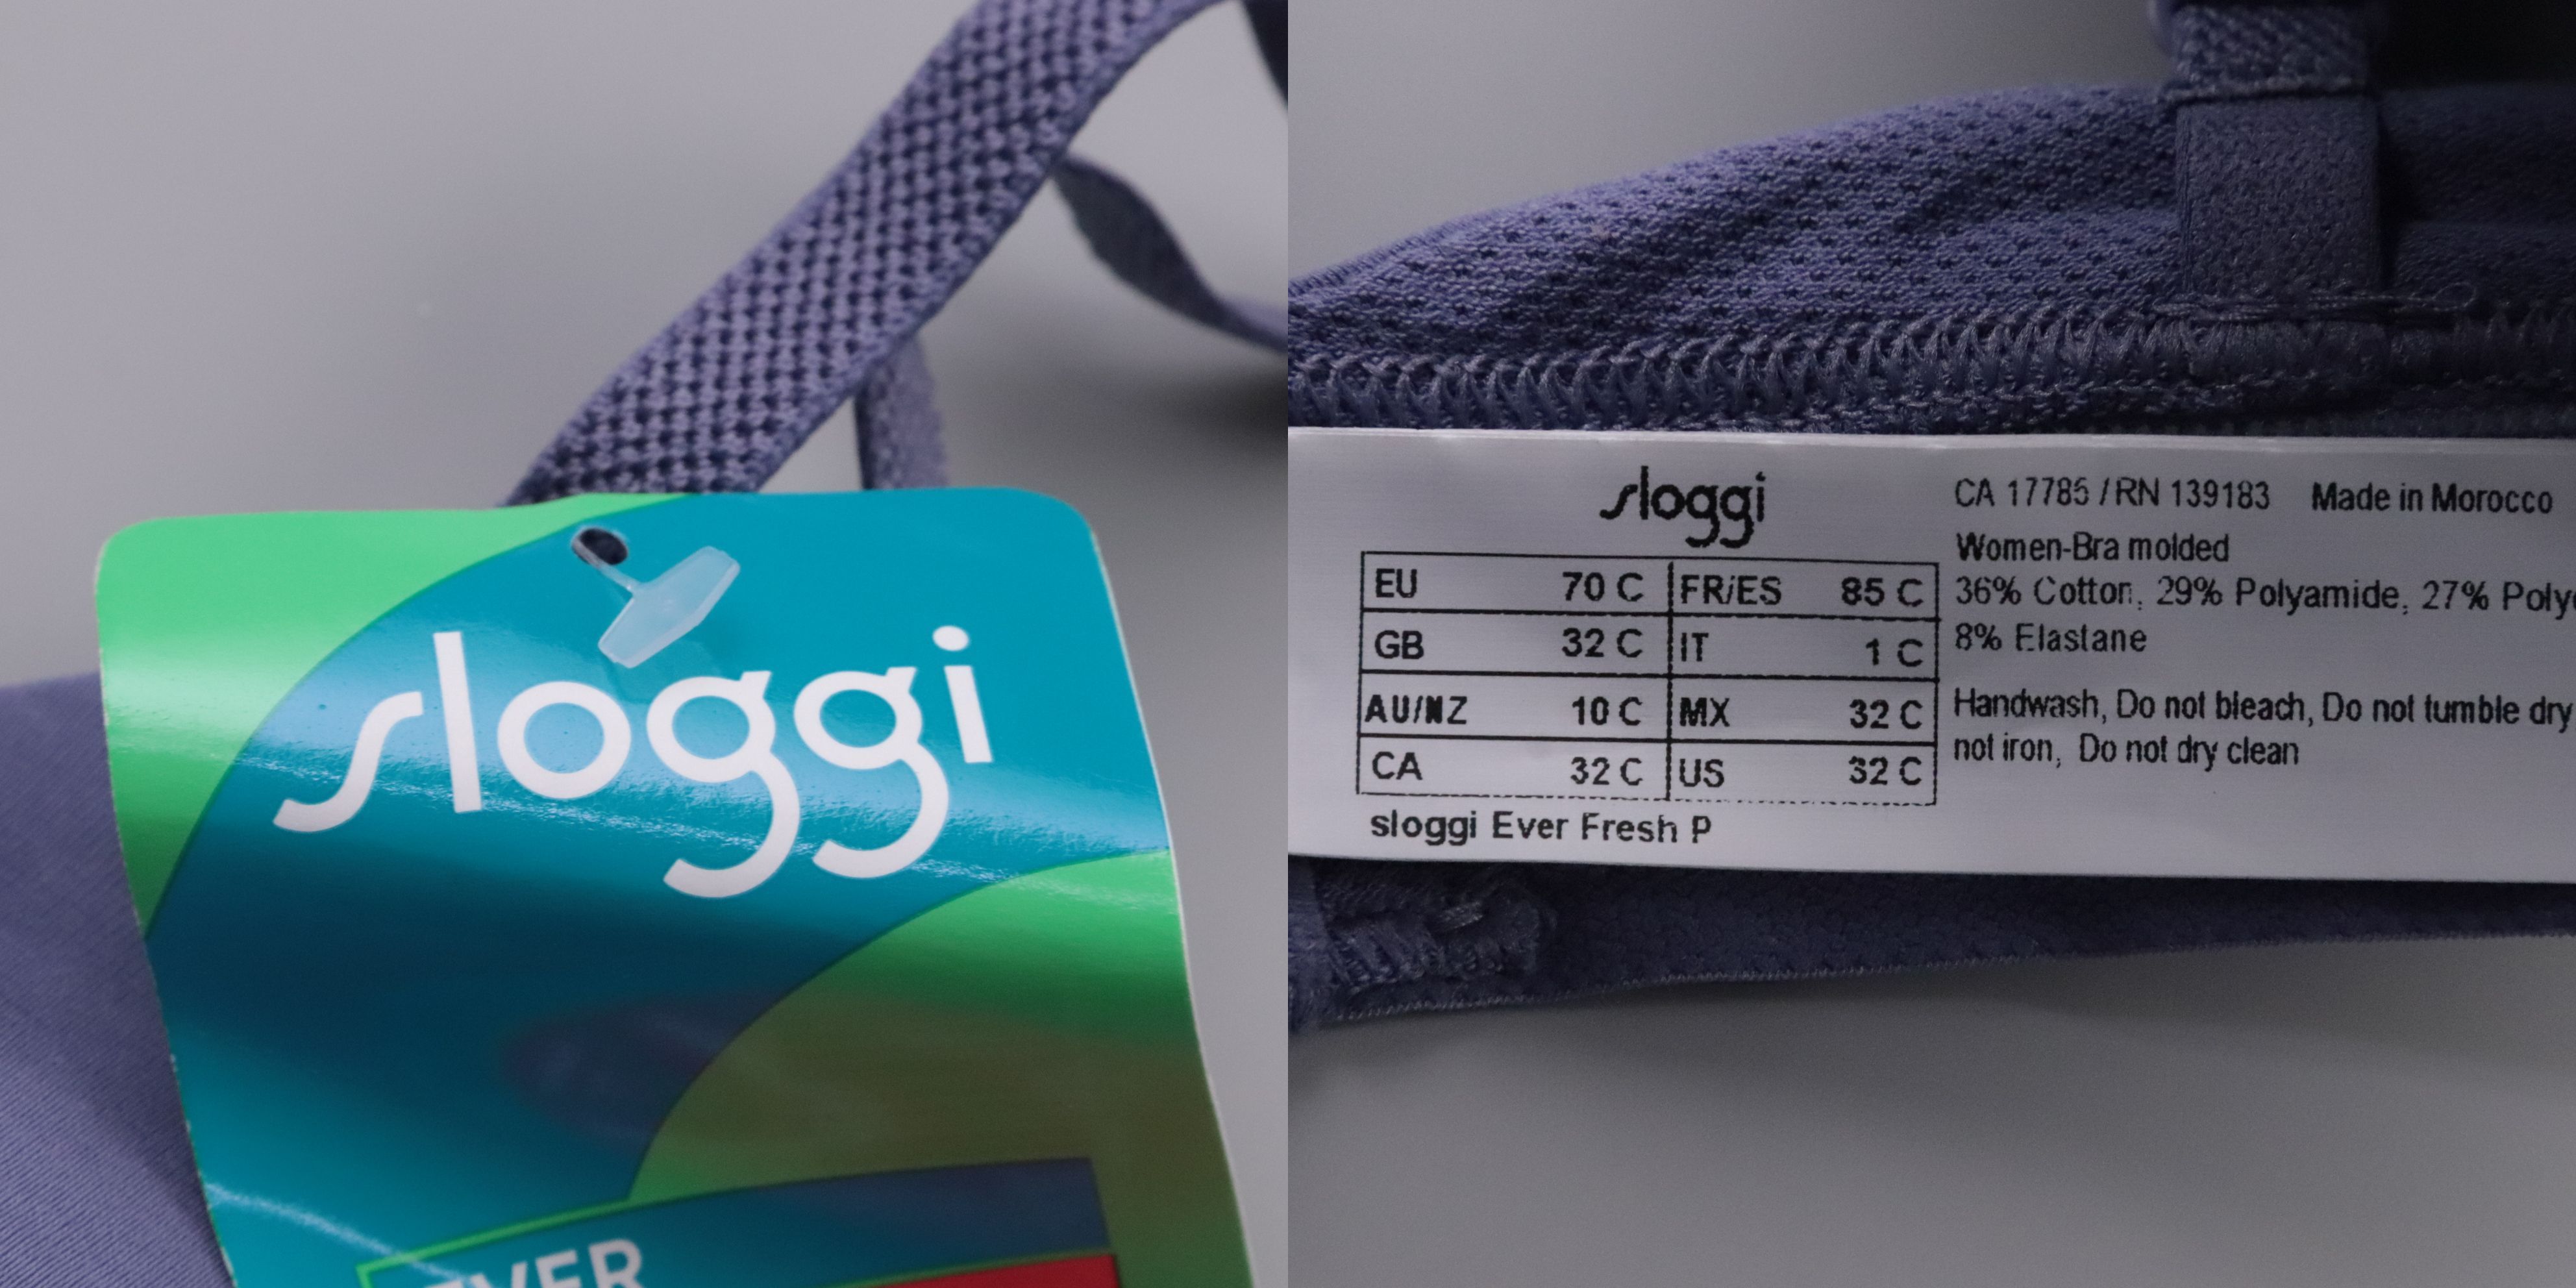 sloggi
EVER
sloggi
EU 70 C FR/ES 85 C
GB 32 C IT 1 C
AU/NZ 10 C MX 32 C
CA 32 C US 32 C
sloggi Ever Fresh P
CA 17785 / RN 139183 Made in Morocco
Women-Bra molded
36% Cotton, 29% Polyamide, 27%
8% Elastane
Handwash, Do not bleach, Do not tumble dry
not iron, Do not dry clean